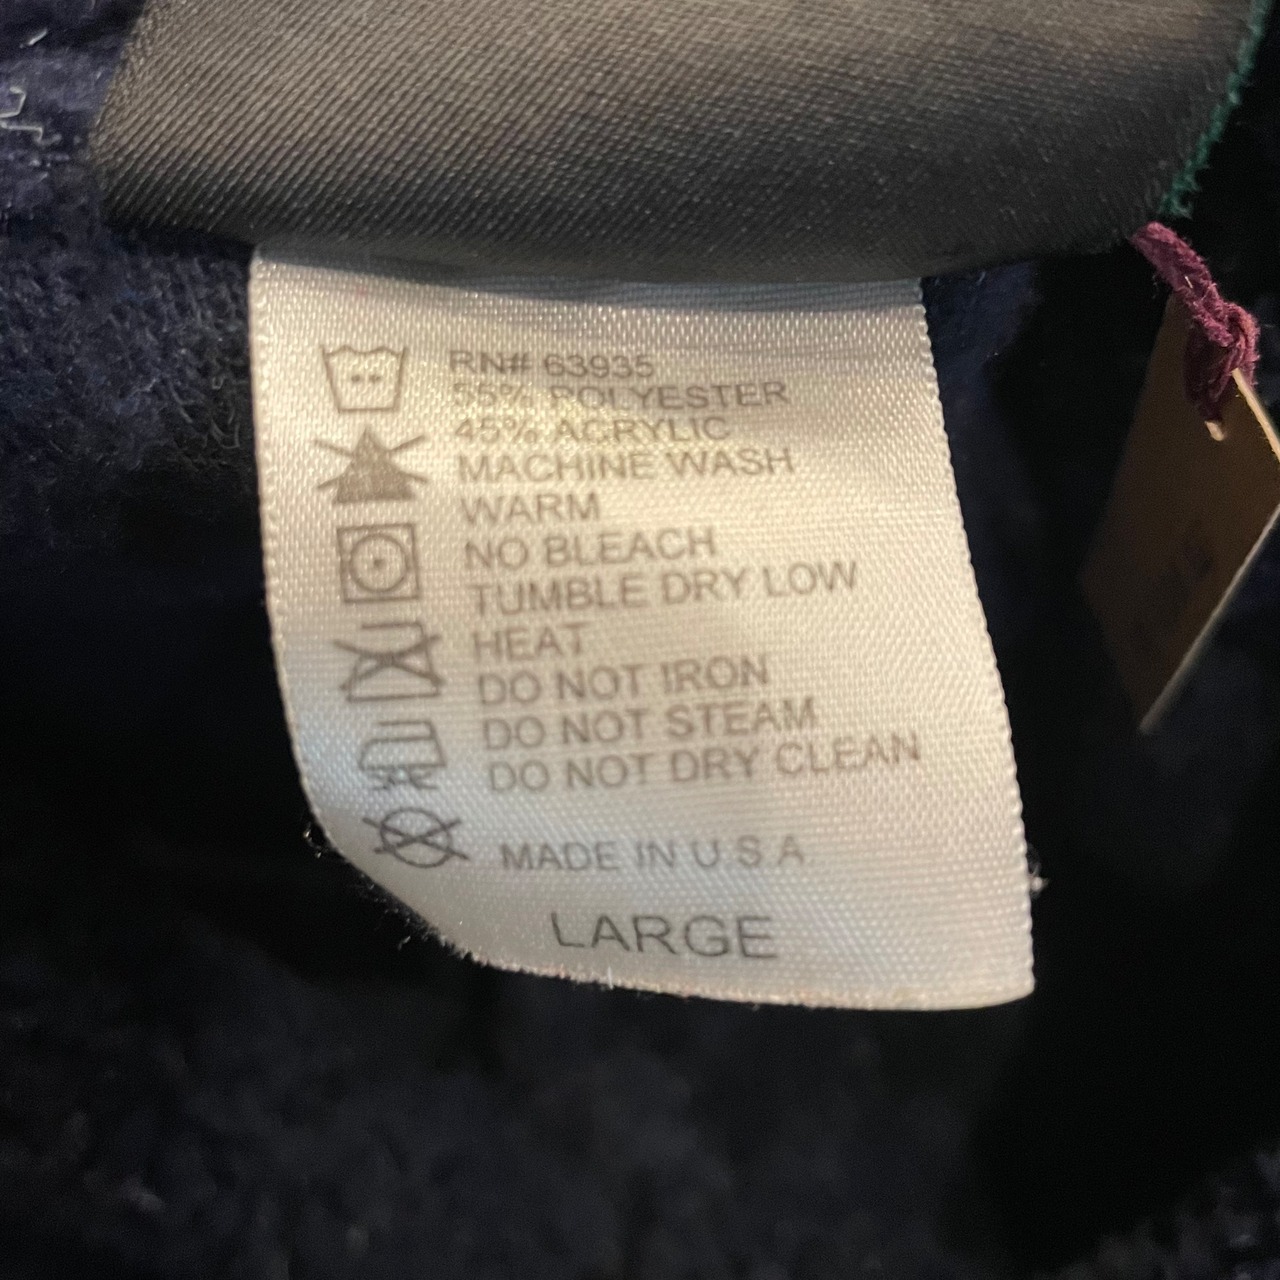 RN# 63935
55% POLYESTER
45% ACRYLIC
MACHINE WASH
WARM
NO BLEACH
TUMBLE DRY LOW
HEAT
DO NOT IRON
DO NOT STEAM
DO NOT DRY CLEAN
MADE IN U.S.A.
LARGE